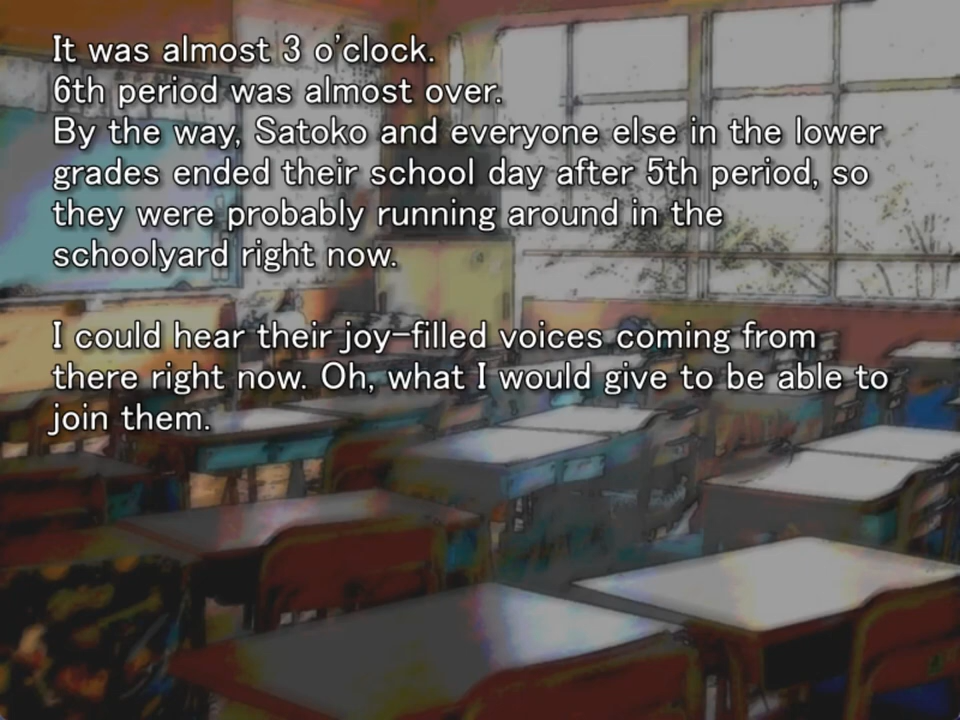 It was almost 3 o'clock.
6th period was almost over.
By the way, Satoko and everyone else in the lower
grades ended their school day after 5th period, so
they were probably running around in the
schoolyard right now.
I could hear their joy-filled voices coming from
there right now. Oh, what I would give to be able to
join them.